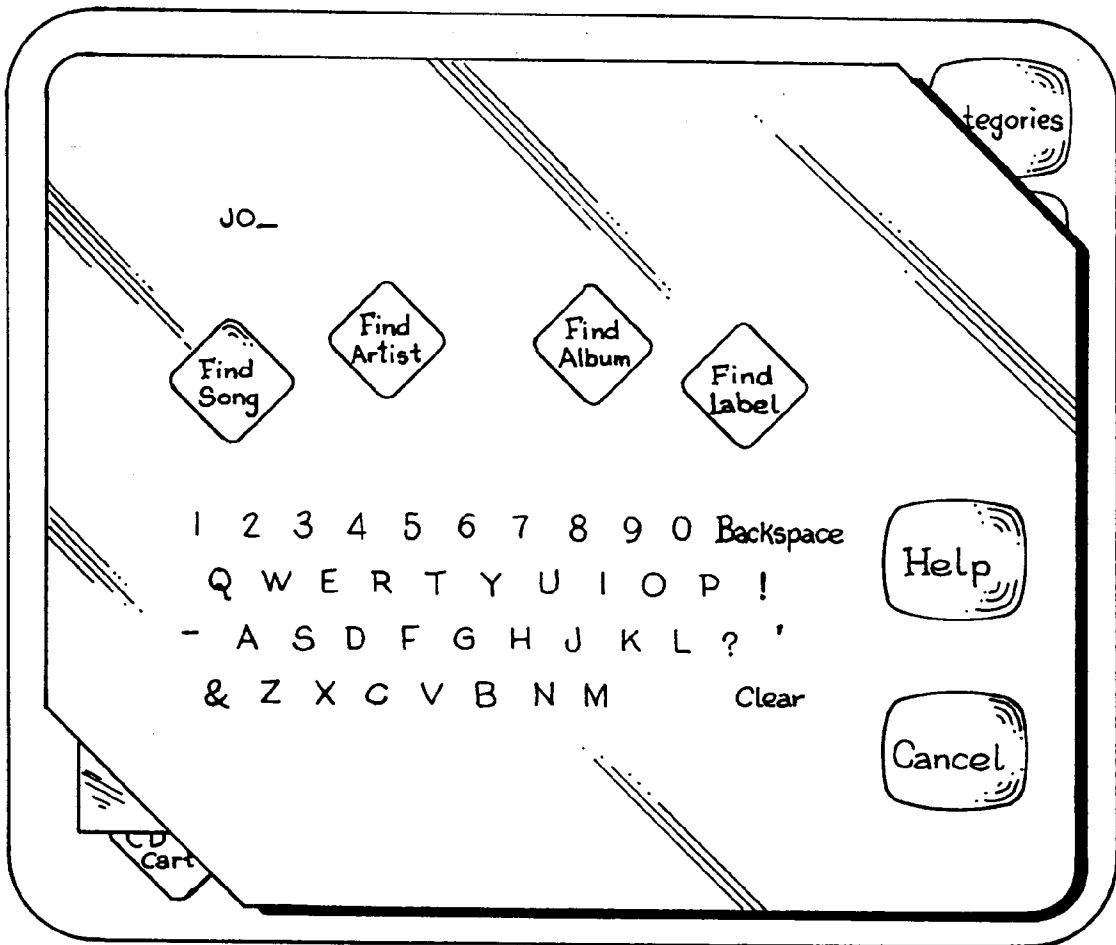 tegories
JO_
Find Song
Find Artist
Find Album
Find Label
1 2 3 4 5 6 7 8 9 0 Backspace
Q W E R T Y U I O P !
- A S D F G H J K L ? '
& Z X C V B N M Clear
Help
Cancel
CD
Cart